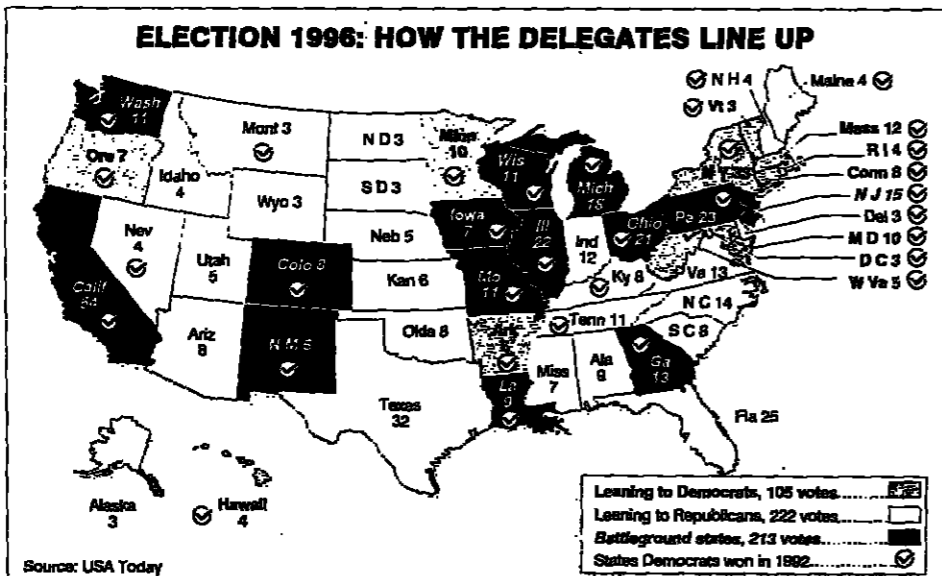 ELECTION 1996: HOW THE DELEGATES LINE UP
Wash
11
Ore 7
Idaho
4
Mont 3
Wyo 3
N D 3
S D 3
Neb 5
Minn
10
Wis
11
Mich
18
Iowa
7
Ill
22
Ind
12
Ohio
21
Pa 23
N Y 33
N H 4
Maine 4
Vt 3
Mass 12
R I 4
Conn 8
N J 15
Del 3
M D 10
D C 3
W Va 5
Nev
4
Utah
5
Colo 8
Kan 6
Mo
11
Ky 8
Va 13
N C 14
S C 8
Calif
54
Ariz
8
N M 5
Okla 8
Ark
Tenn 11
Texas
32
La
9
Miss
7
Ala
9
Ga
13
Fla 25
Alaska
3
Hawaii
4
Leaning to Democrats, 105 votes
Leaning to Republicans, 222 votes
Battleground states, 213 votes
States Democrats won in 1992
Source: USA Today